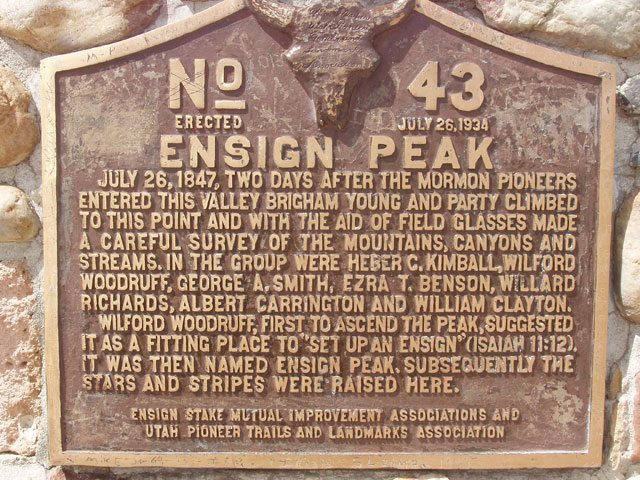 No 43
ERECTED JULY 26, 1934
ENSIGN PEAK
JULY 26, 1847, TWO DAYS AFTER THE MORMON PIONEERS
ENTERED THIS VALLEY BRIGHAM YOUNG AND PARTY CLIMBED
TO THIS POINT AND WITH THE AID OF FIELD GLASSES MADE
A CAREFUL SURVEY OF THE MOUNTAINS, CANYONS AND
STREAMS. IN THE GROUP WERE HEBER C. KIMBALL, WILFORD
WOODRUFF, GEORGE A. SMITH, EZRA T. BENSON, WILLARD
RICHARDS, ALBERT CARRINGTON AND WILLIAM CLAYTON.
WILFORD WOODRUFF, FIRST TO ASCEND THE PEAK, SUGGESTED
IT AS A FITTING PLACE TO "SET UP AN ENSIGN" (ISAIAH 11:12).
IT WAS THEN NAMED ENSIGN PEAK. SUBSEQUENTLY THE
STARS AND STRIPES WERE RAISED HERE.
ENSIGN STAKE MUTUAL IMPROVEMENT ASSOCIATIONS AND
UTAH PIONEER TRAILS AND LANDMARKS ASSOCIATION